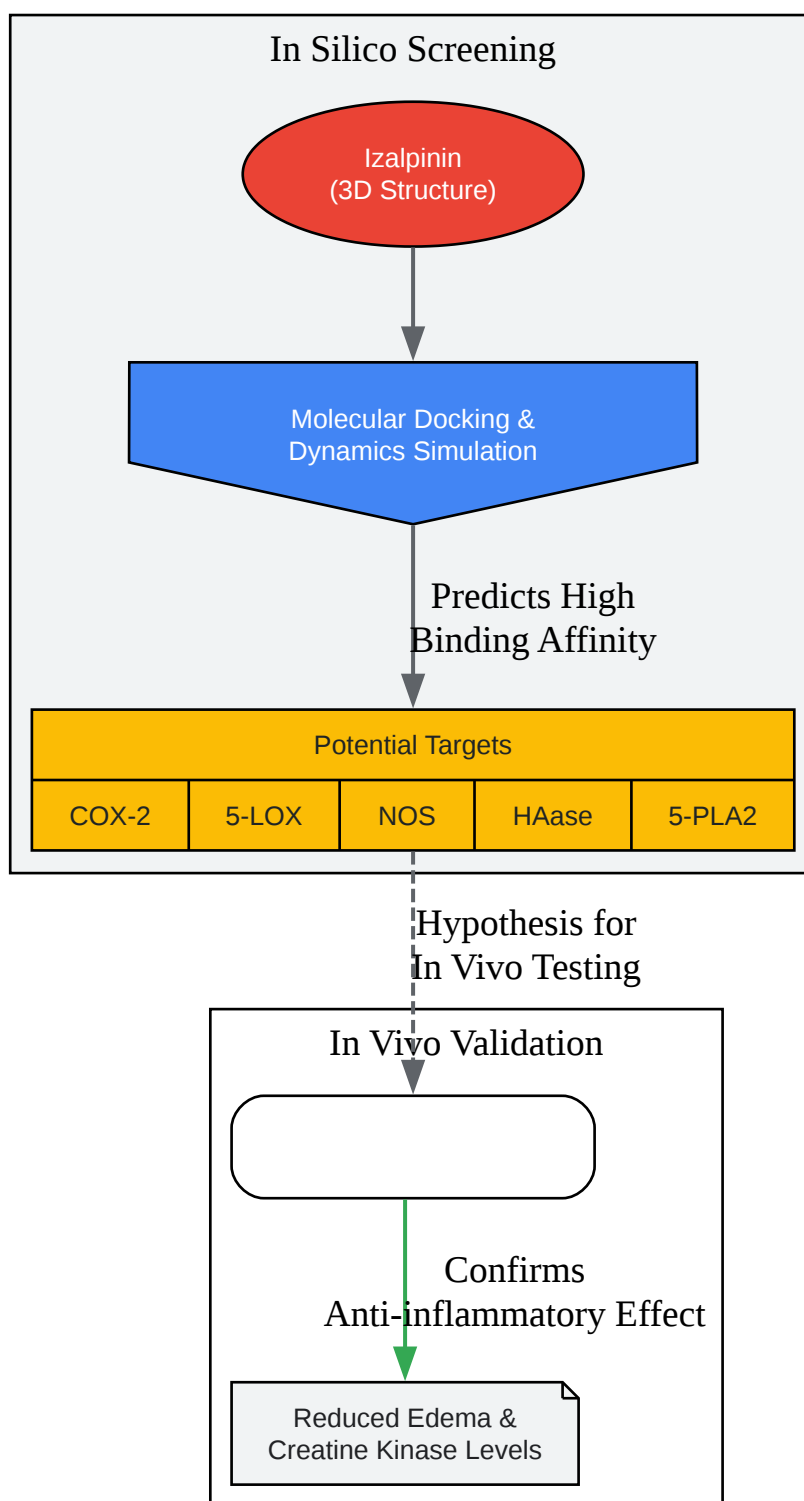 In Silico Screening
Izalpinin
(3D Structure)
Molecular Docking &
Dynamics Simulation
Predicts High
Binding Affinity
Potential Targets
COX-2 5-LOX NOS HAase 5-PLA2
Hypothesis for
In Vivo Testing
In Vivo Validation
Confirms
Anti-inflammatory Effect
Reduced Edema &
Creatine Kinase Levels